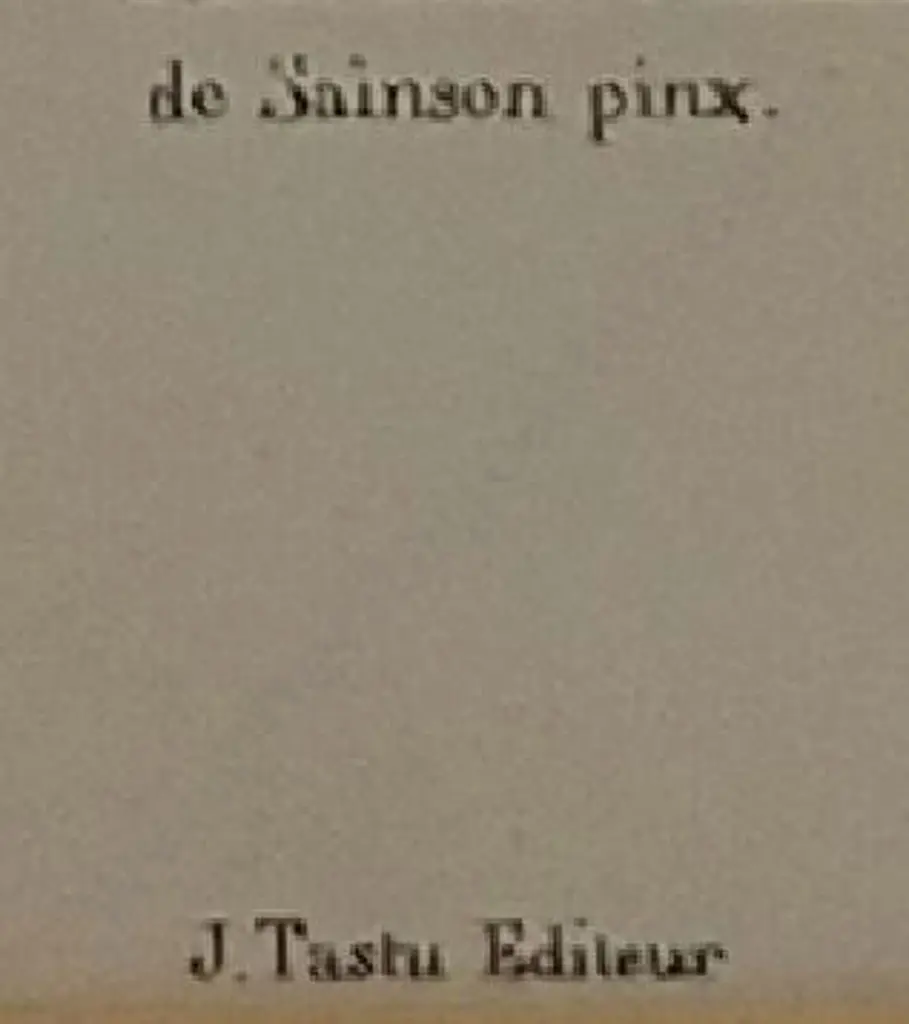 de Sainson pinx.
J. Tastu Editeur